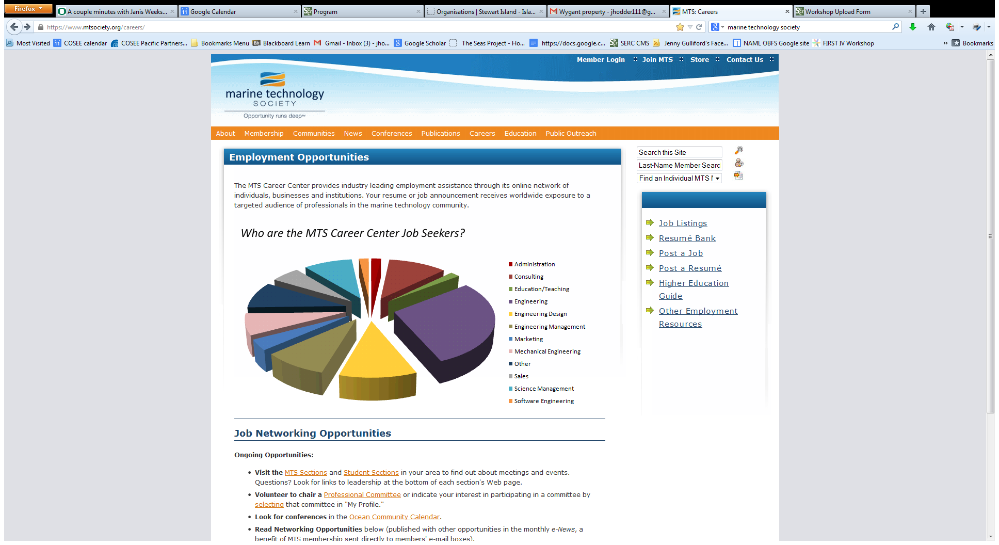 Firefox
A couple minutes with Janis Weeks...
Google Calendar
Program
Organisations | Stewart Island - Isla...
Wygant property - jhodder111@g...
MTS: Careers
Workshop Upload Form
https://www.mtsociety.org/careers/
marine technology society
Most Visited
COSEE calendar
COSEE Pacific Partners...
Bookmarks Menu
Blackboard Learn
Gmail - Inbox (3) - jho...
Google Scholar
The Seas Project - Ho...
https://docs.google.c...
SERC CMS
Jenny Gulliford's Face...
NAML OBFS Google site
FIRST IV Workshop
Bookmarks
Member Login
Join MTS
Store
Contact Us
marine technology
SOCIETY
Opportunity runs deep™
About
Membership
Communities
News
Conferences
Publications
Careers
Education
Public Outreach
Employment Opportunities
Search this Site
Last-Name Member Searc
Find an Individual MTS
The MTS Career Center provides industry leading employment assistance through its online network of
individuals, businesses and institutions. Your resume or job announcement receives worldwide exposure to a
targeted audience of professionals in the marine technology community.
Who are the MTS Career Center Job Seekers?
Administration
Consulting
Education/Teaching
Engineering
Engineering Design
Engineering Management
Marketing
Mechanical Engineering
Other
Sales
Science Management
Software Engineering
Job Listings
Resumé Bank
Post a Job
Post a Resumé
Higher Education
Guide
Other Employment
Resources
Job Networking Opportunities
Ongoing Opportunities:
• Visit the MTS Sections and Student Sections in your area to find out about meetings and events.
Questions? Look for links to leadership at the bottom of each section's Web page.
• Volunteer to chair a Professional Committee or indicate your interest in participating in a committee by
selecting that committee in "My Profile."
• Look for conferences in the Ocean Community Calendar.
• Read Networking Opportunities below (published with other opportunities in the monthly e-News, a
benefit of MTS membership sent directly to members' e-mail boxes).